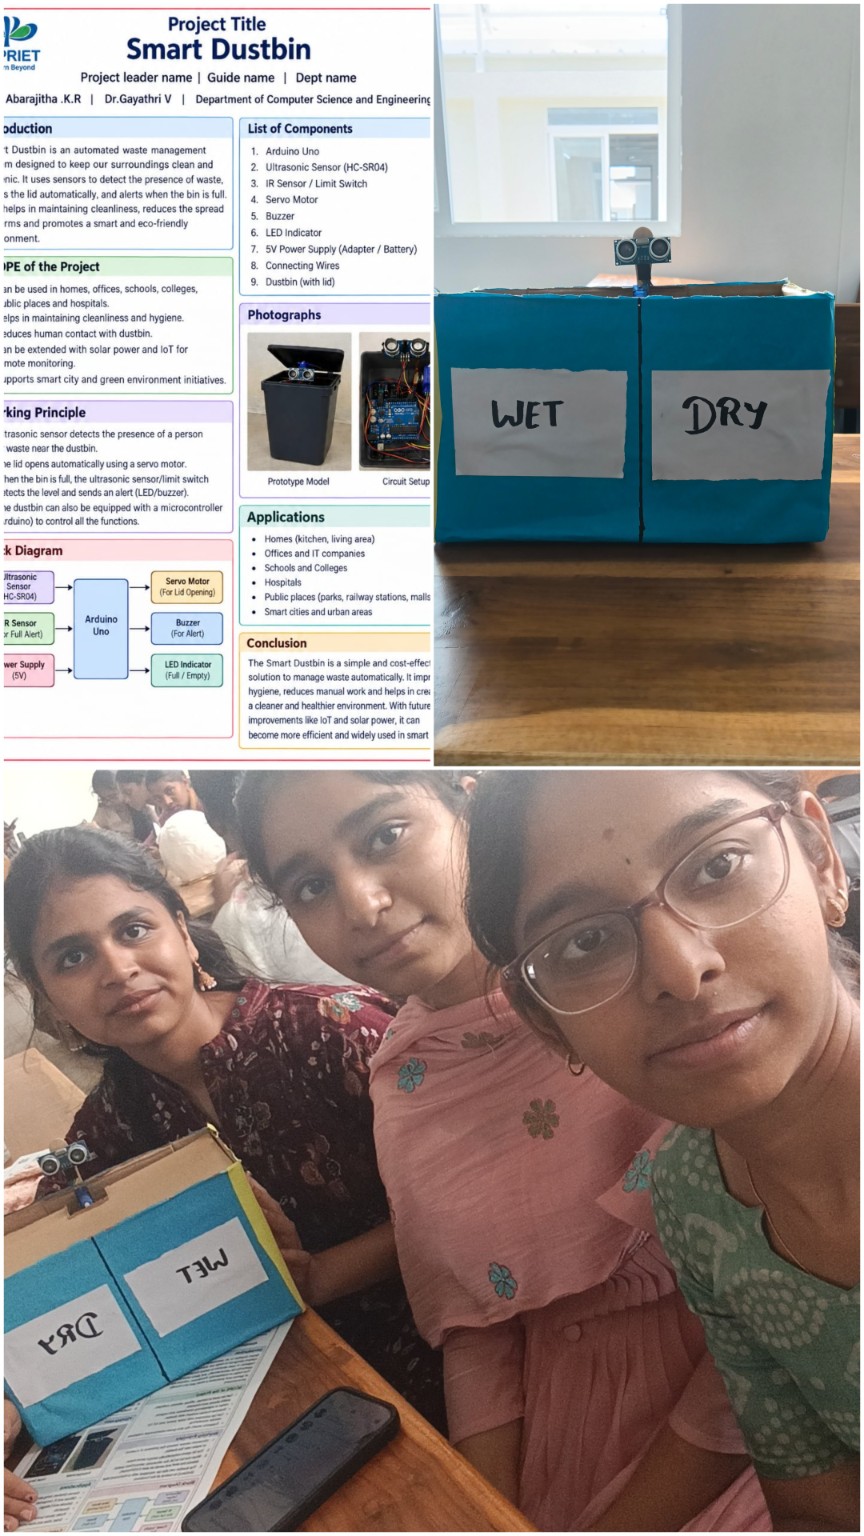 PRIET
n Beyond
Project Title
Smart Dustbin
Project leader name | Guide name | Dept name
Abarajitha .K.R | Dr.Gayathri V | Department of Computer Science and Engineering
oduction
rt Dustbin is an automated waste management
m designed to keep our surroundings clean and
nic. It uses sensors to detect the presence of waste,
s the lid automatically, and alerts when the bin is full.
helps in maintaining cleanliness, reduces the spread
rms and promotes a smart and eco-friendly
onment.
OPE of the Project
an be used in homes, offices, schools, colleges,
ublic places and hospitals.
elps in maintaining cleanliness and hygiene.
educes human contact with dustbin.
an be extended with solar power and IoT for
mote monitoring.
upports smart city and green environment initiatives.
rking Principle
trasonic sensor detects the presence of a person
waste near the dustbin.
he lid opens automatically using a servo motor.
hen the bin is full, the ultrasonic sensor/limit switch
etects the level and sends an alert (LED/buzzer).
he dustbin can also be equipped with a microcontroller
rduino) to control all the functions.
ck Diagram
Ultrasonic
Sensor
HC-SR04)
R Sensor
or Full Alert)
wer Supply
(5V)
Arduino
Uno
Servo Motor
(For Lid Opening)
Buzzer
(For Alert)
LED Indicator
(Full / Empty)
List of Components
1. Arduino Uno
2. Ultrasonic Sensor (HC-SR04)
3. IR Sensor / Limit Switch
4. Servo Motor
5. Buzzer
6. LED Indicator
7. 5V Power Supply (Adapter / Battery)
8. Connecting Wires
9. Dustbin (with lid)
Photographs
Prototype Model
Circuit Setup
Applications
• Homes (kitchen, living area)
• Offices and IT companies
• Schools and Colleges
• Hospitals
• Public places (parks, railway stations, malls
• Smart cities and urban areas
Conclusion
The Smart Dustbin is a simple and cost-effect
solution to manage waste automatically. It impr
hygiene, reduces manual work and helps in crea
a cleaner and healthier environment. With future
improvements like IoT and solar power, it can
become more efficient and widely used in smart
WET
DRY
WET
DRY